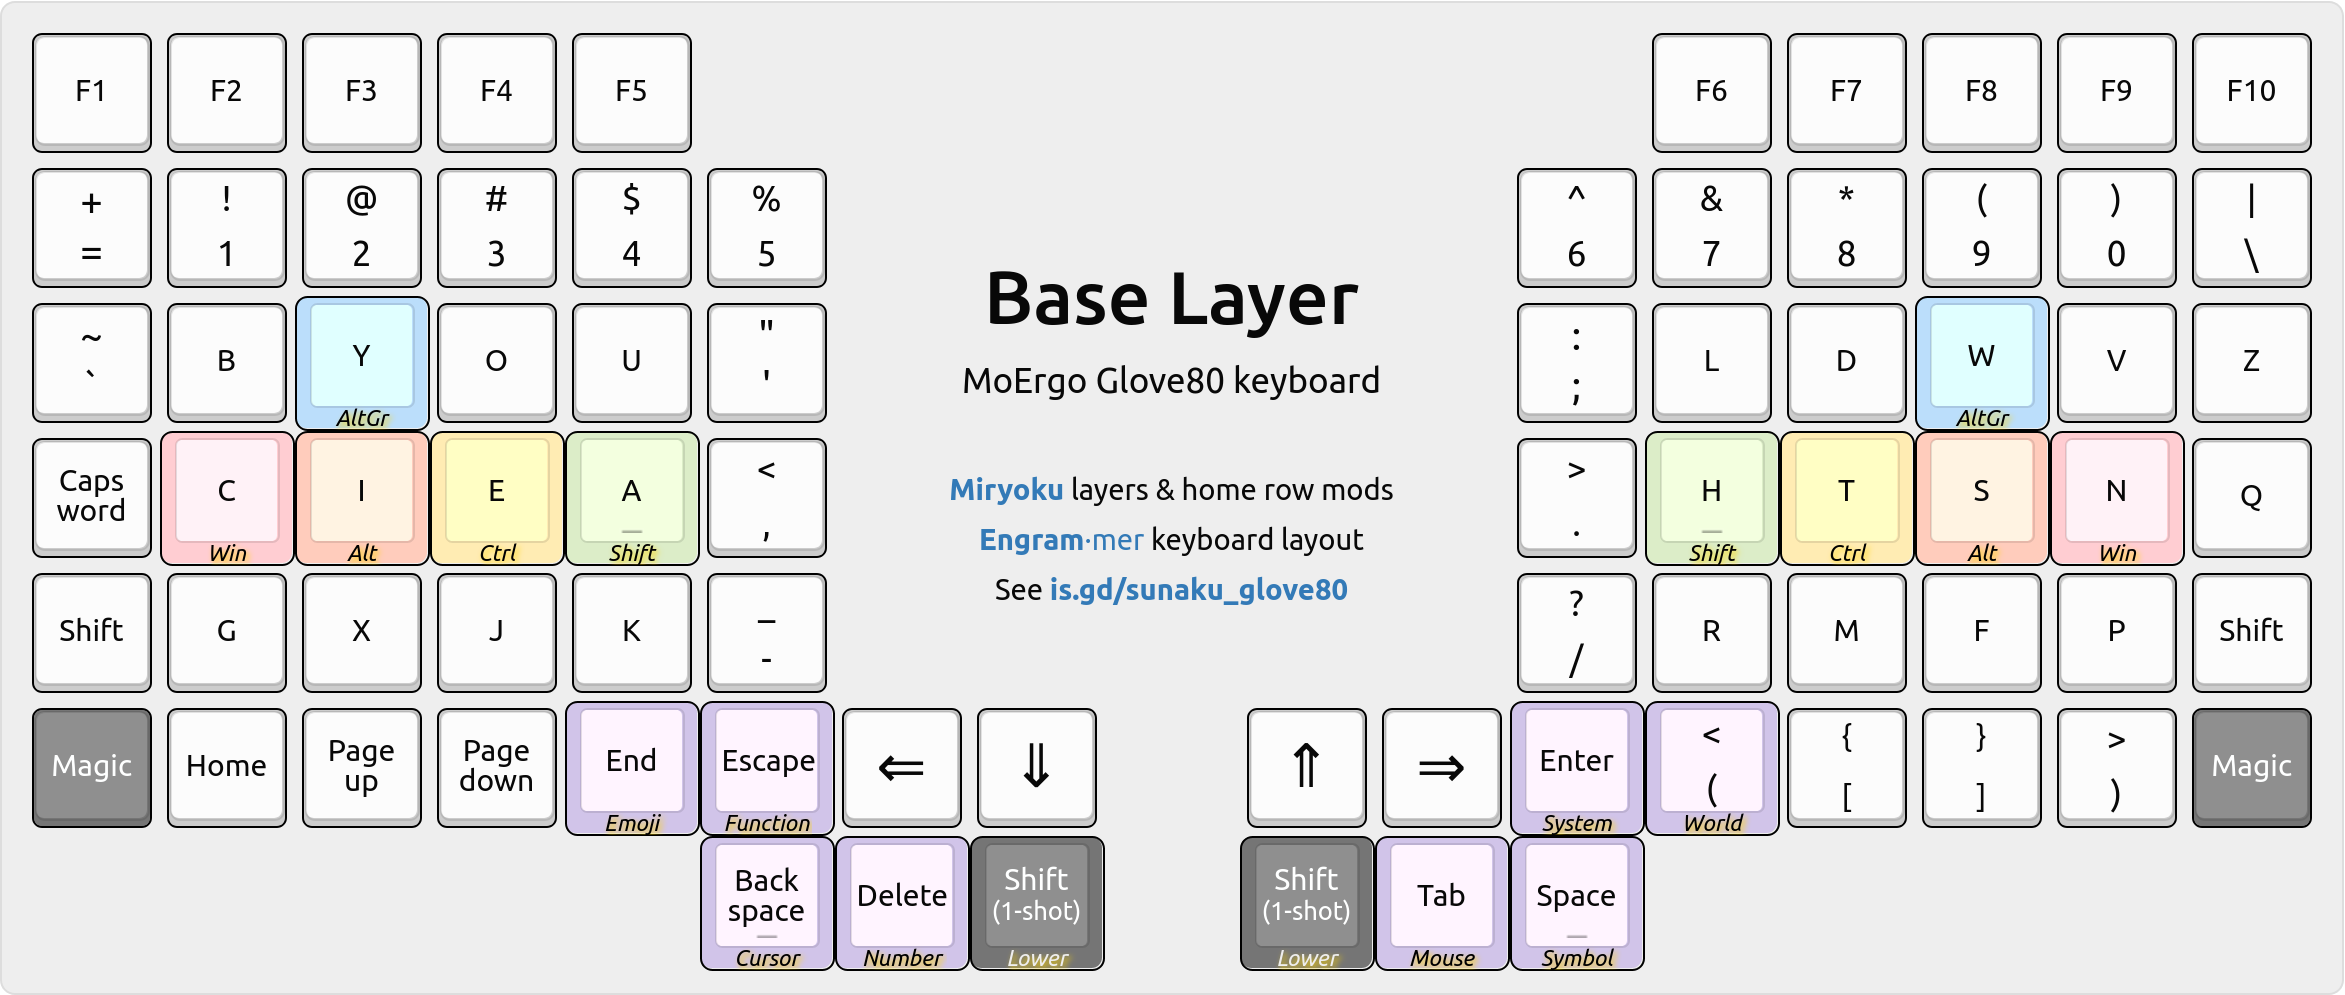 F1 F2 F3 F4 F5 F6 F7 F8 F9 F10
+ ! @ # $ % ^ & * ( ) |
= 1 2 3 4 5 6 7 8 9 0 \
Base Layer
~ " :
` B Y O U ' ; L D W V Z
AltGr AltGr
MoErgo Glove80 keyboard
Caps < >
word C I E A , . H T S N Q
Win Alt Ctrl Shift Shift Ctrl Alt Win
Miryoku layers & home row mods
Engram·mer keyboard layout
See is.gd/sunaku_glove80
_ ?
Shift G X J K - / R M F P Shift
Magic Home Page up Page down End Escape ⇐ ⇓ ⇑ ⇒ Enter < { } > Magic
( [ ] )
Emoji Function System World
Back space Delete Shift (1-shot) Shift (1-shot) Tab Space
Cursor Number Lower Lower Mouse Symbol